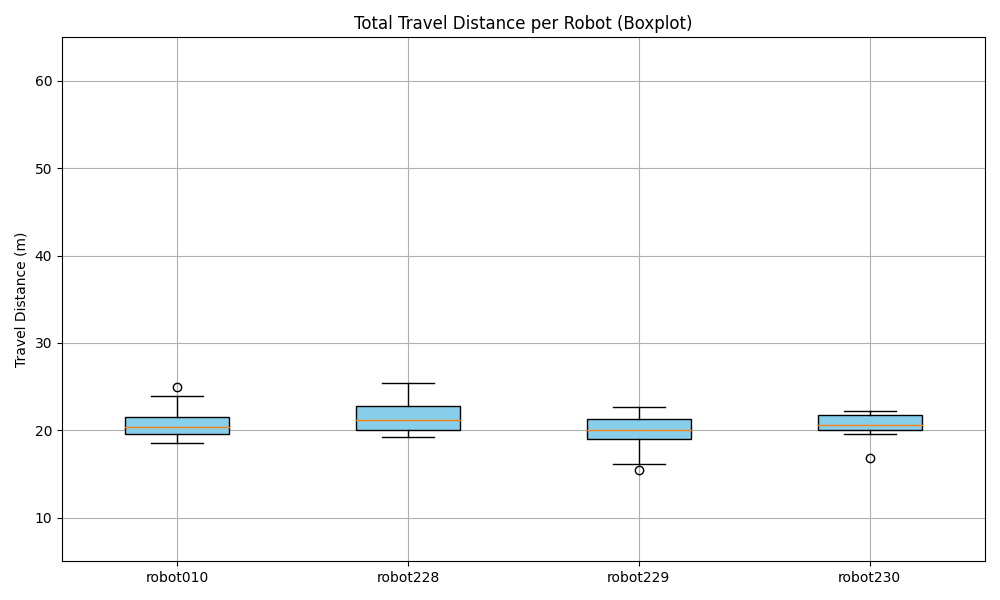 Total Travel Distance per Robot (Boxplot)
Travel Distance (m)
60
50
40
30
20
10
robot010
robot228
robot229
robot230